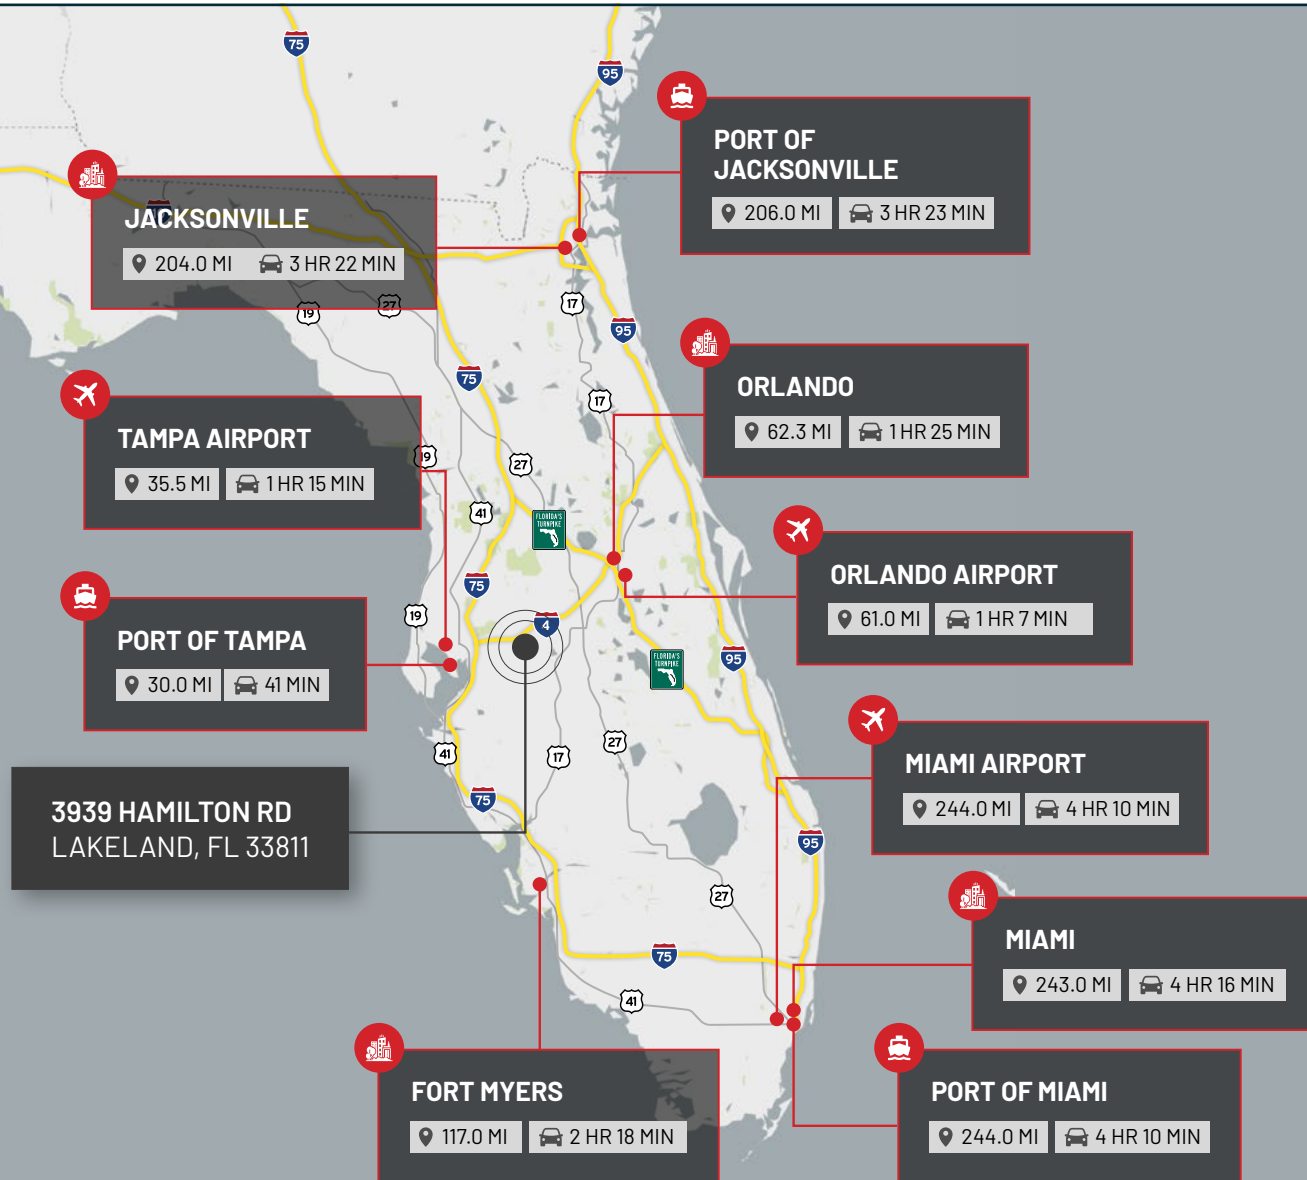 75
95
PORT OF
JACKSONVILLE
206.0 MI
3 HR 23 MIN
JACKSONVILLE
204.0 MI
3 HR 22 MIN
19
27
17
95
75
ORLANDO
62.3 MI
1 HR 25 MIN
17
TAMPA AIRPORT
35.5 MI
1 HR 15 MIN
19
27
41
FLORIDA'S
TURNPIKE
ORLANDO AIRPORT
61.0 MI
1 HR 7 MIN
75
19
4
PORT OF TAMPA
30.0 MI
41 MIN
FLORIDA'S
TURNPIKE
95
41
17
27
MIAMI AIRPORT
244.0 MI
4 HR 10 MIN
3939 HAMILTON RD
LAKELAND, FL 33811
75
95
27
MIAMI
243.0 MI
4 HR 16 MIN
75
41
FORT MYERS
117.0 MI
2 HR 18 MIN
PORT OF MIAMI
244.0 MI
4 HR 10 MIN